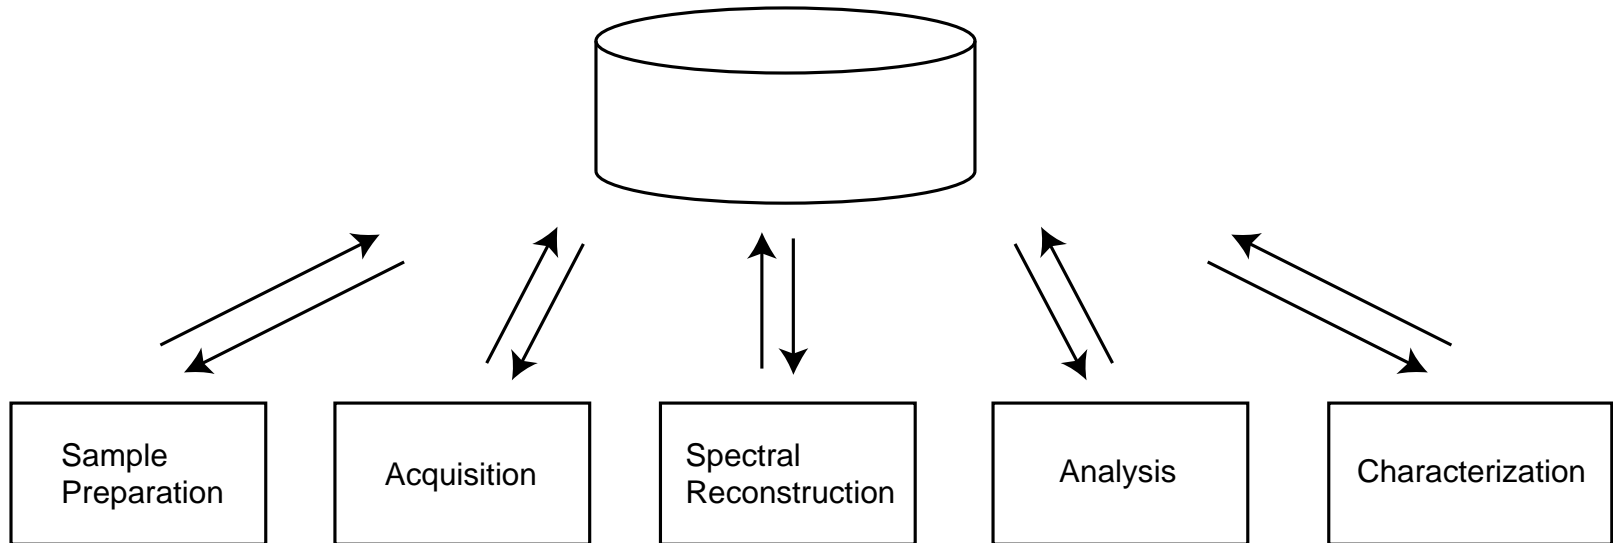 Sample
Preparation
Acquisition
Spectral
Reconstruction
Analysis
Characterization